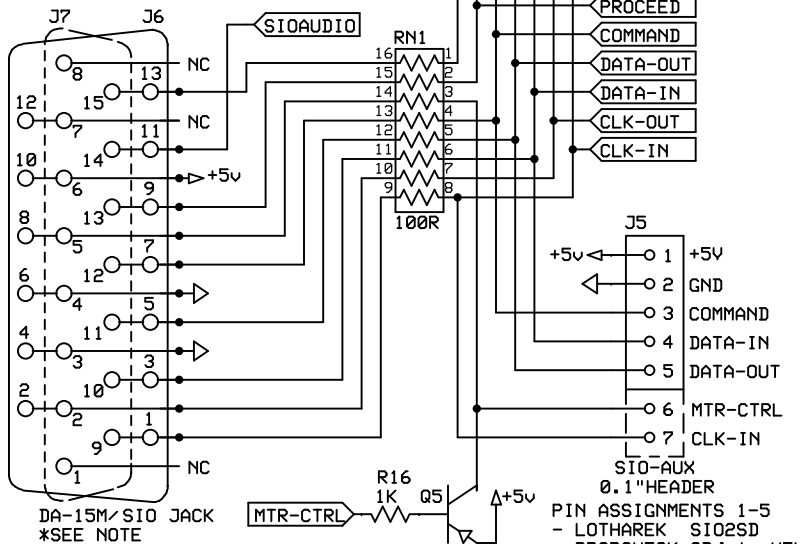 J7 J6
SIOAUDIO
PROCEED
COMMAND
DATA-OUT
DATA-IN
CLK-OUT
CLK-IN
RN1
16 1
15 2
14 3
13 4
12 5
11 6
10 7
9 8
100R
8 NC
13
15
12 7 NC
11
14
10 6 +5v
9
13
8 5
7
12
6 4
5
11
4 3
3
10
2 2
1
9
1 NC
DA-15M/SIO JACK
*SEE NOTE
J5
+5v 1 +5V
2 GND
3 COMMAND
4 DATA-IN
5 DATA-OUT
6 MTR-CTRL
7 CLK-IN
SIO-AUX
0.1"HEADER
R16
1K
Q5
+5v
MTR-CTRL
PIN ASSIGNMENTS 1-5
- LOTHAREK SIO2SD